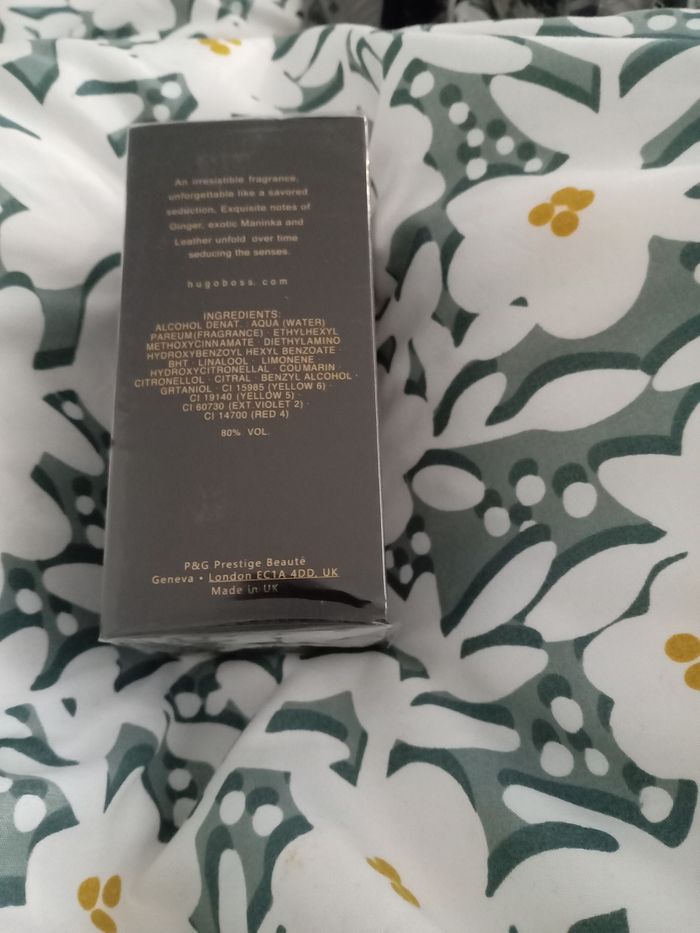 An irresistible fragrance,
unforgettable like a savored
seduction. Exquisite notes of
Ginger, exotic Maninka and
Leather unfold over time
seducing the senses.
hugoboss.com
INGREDIENTS:
ALCOHOL DENAT. · AQUA (WATER)
PARFUM(FRAGRANCE) · ETHYLHEXYL
METHOXYCINNAMATE · DIETHYLAMINO
HYDROXYBENZOYL HEXYL BENZOATE ·
BHT · LINALOOL · LIMONENE
HYDROXYCITRONELLAL · COUMARIN ·
CITRONELLOL · CITRAL · BENZYL ALCOHOL ·
GRTANIOL · CI 15985 (YELLOW 6) ·
CI 19140 (YELLOW 5) ·
CI 60730 (EXT.VIOLET 2) ·
CI 14700 (RED 4)
80% VOL.
P&G Prestige Beauté
Geneva • London EC1A 4DD, UK
Made in UK